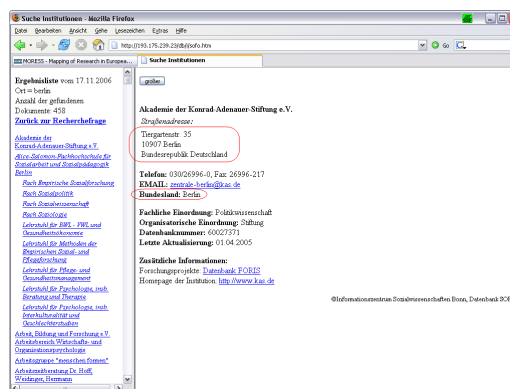 Suche Institutionen - Mozilla Firefox
Datei Bearbeiten Ansicht Gehe Lesezeichen Extras Hilfe
http://193.175.239.23/dbji/sofo.htm
Go
MORESS - Mapping of Research in Europea...
Suche Institutionen
Ergebnisliste vom 17.11.2006
Ort = berlin
Anzahl der gefundenen
Dokumente: 458
Zurück zur Recherchefrage
Akademie der
Konrad-Adenauer-Stiftung e.V.
Alice-Salomon-Fachhochschule für
Sozialarbeit und Sozialpädagogik
Berlin
Fach Empirische Sozialforschung
Fach Sozialpolitik
Fach Sozialwissenschaft
Fach Soziologie
Lehrstuhl für BWL - VWL und
Gesundheitsökonomie
Lehrstuhl für Methoden der
Empirischen Sozial- und
Pflegeforschung
Lehrstuhl für Pflege- und
Gesundheitsmanagement
Lehrstuhl für Psychologie, insb.
Beratung und Therapie
Lehrstuhl für Psychologie, insb.
Interkulturalität und
Geschlechterstudien
Arbeit, Bildung und Forschung e.V.
Arbeitsbereich Wirtschafts- und
Organisationspsychologie
Arbeitsgruppe "menschen formen"
Arbeitszeitberatung Dr. Hoff,
Weidinger, Herrmann
größer
Akademie der Konrad-Adenauer-Stiftung e.V.
Straßenadresse:
Tiergartenstr. 35
10907 Berlin
Bundesrepublik Deutschland
Telefon: 030/26996-0, Fax: 26996-217
EMAIL: zentrale-berlin@kas.de
Bundesland: Berlin
Fachliche Einordnung: Politikwissenschaft
Organisatorische Einordnung: Stiftung
Datenbanknummer: 60027371
Letzte Aktualisierung: 01.04.2005
Zusätzliche Informationen:
Forschungsprojekte: Datenbank FORIS
Homepage der Institution: http://www.kas.de
©Informationszentrum Sozialwissenschaften Bonn, Datenbank SOF